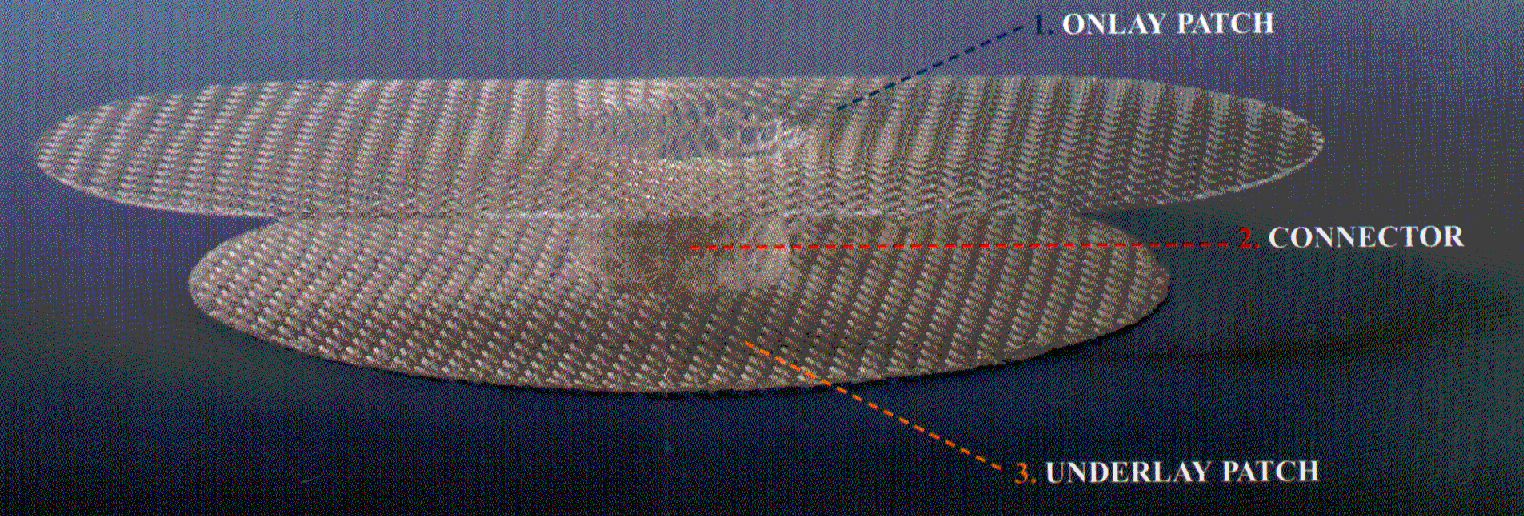 1. ONLAY PATCH
2. CONNECTOR
3. UNDERLAY PATCH